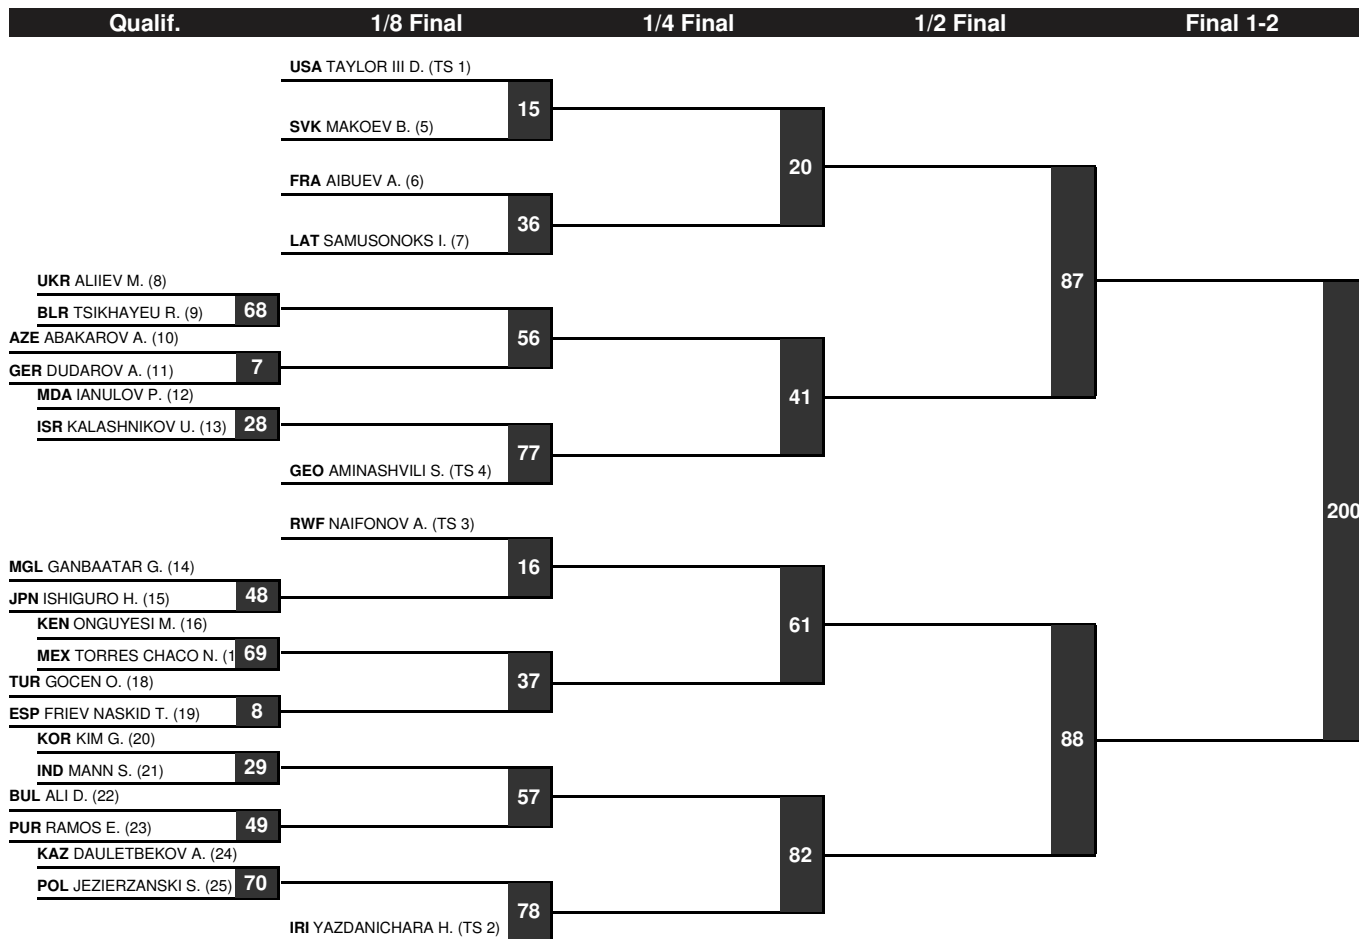 Qualif. 1/8 Final 1/4 Final 1/2 Final Final 1-2
USA TAYLOR III D. (TS 1)
15
SVK MAKOEV B. (5)
20
FRA AIBUEV A. (6)
36
LAT SAMUSONOKS I. (7)
UKR ALIIEV M. (8)
87
BLR TSIKHAYEU R. (9) 68
AZE ABAKAROV A. (10)
56
GER DUDAROV A. (11) 7
MDA IANULOV P. (12)
41
ISR KALASHNIKOV U. (13) 28
77
GEO AMINASHVILI S. (TS 4)
200
RWF NAIFONOV A. (TS 3)
MGL GANBAATAR G. (14)
16
JPN ISHIGURO H. (15) 48
KEN ONGUYESI M. (16)
61
MEX TORRES CHACO N. (1 69
TUR GOCEN O. (18)
37
ESP FRIEV NASKID T. (19) 8
KOR KIM G. (20)
88
IND MANN S. (21) 29
BUL ALI D. (22)
57
PUR RAMOS E. (23) 49
KAZ DAULETBEKOV A. (24)
82
POL JEZIERZANSKI S. (25) 70
78
IRI YAZDANICHARA H. (TS 2)